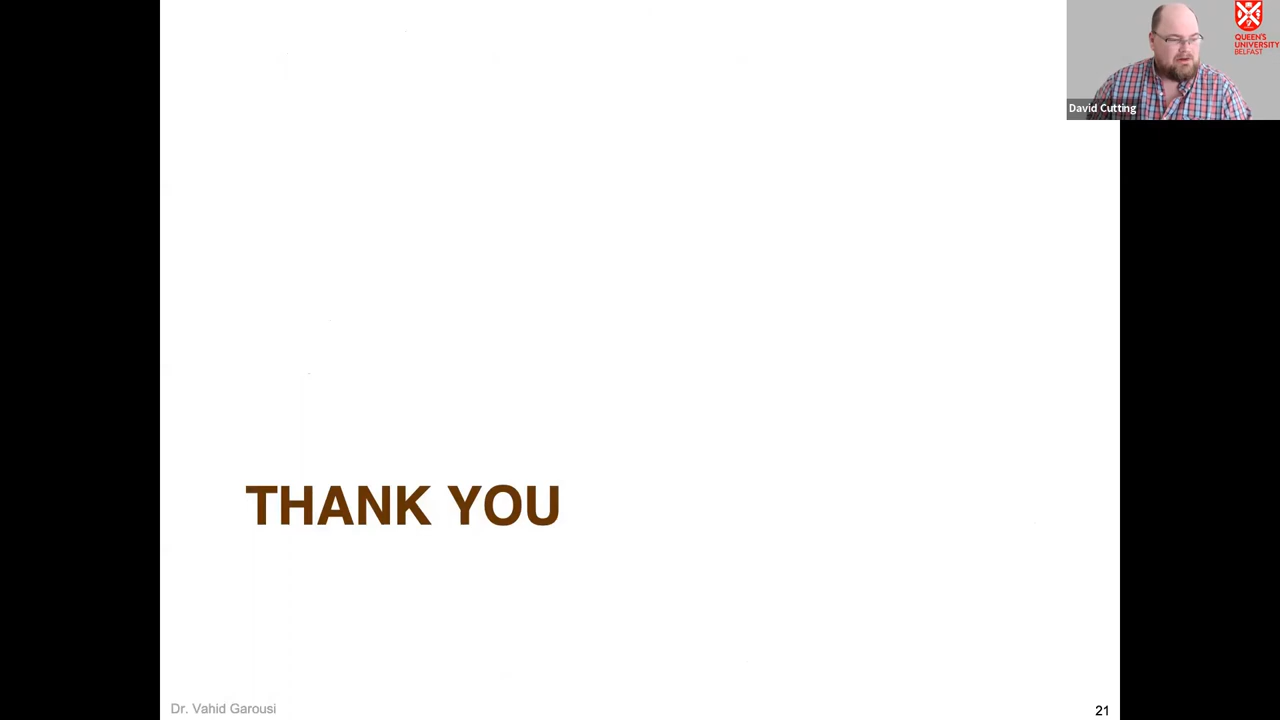 QUEEN'S
UNIVERSITY
BELFAST
David Cutting
THANK YOU
Dr. Vahid Garousi
21